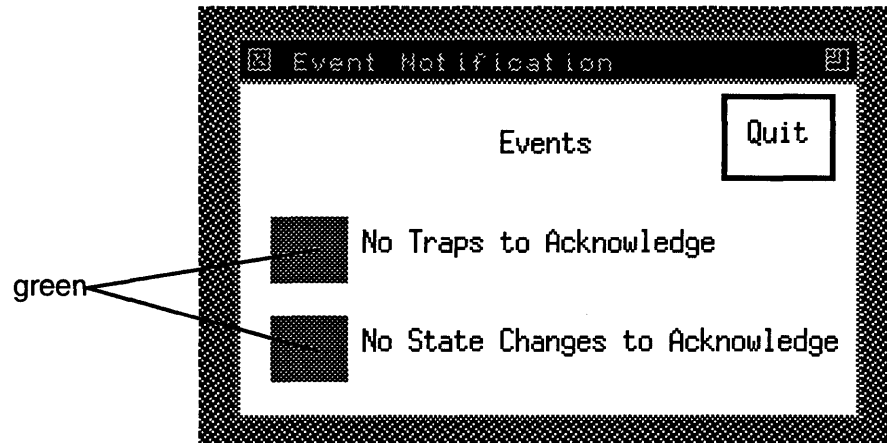 Event Notification
Events
Quit
No Traps to Acknowledge
green
No State Changes to Acknowledge